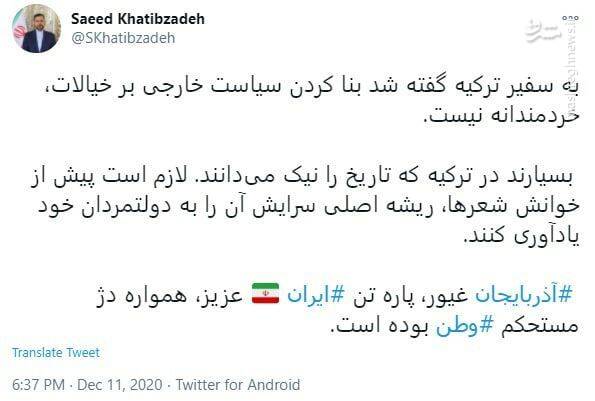 Saeed Khatibzadeh
@SKhatibzadeh
به سفیر ترکیه گفته شد بنا کردن سیاست خارجی بر خیالات،
خردمندانه نیست.
بسیارند در ترکیه که تاریخ را نیک می‌دانند. لازم است پیش از
خوانش شعرها، ریشه اصلی سرایش آن را به دولتمردان خود
یادآوری کنند.
#آذربایجان غیور، پاره تن #ایران 🇮🇷 عزیز، همواره دژ
مستحکم #وطن بوده است.
Translate Tweet
6:37 PM · Dec 11, 2020 · Twitter for Android
mashreghnews.ir